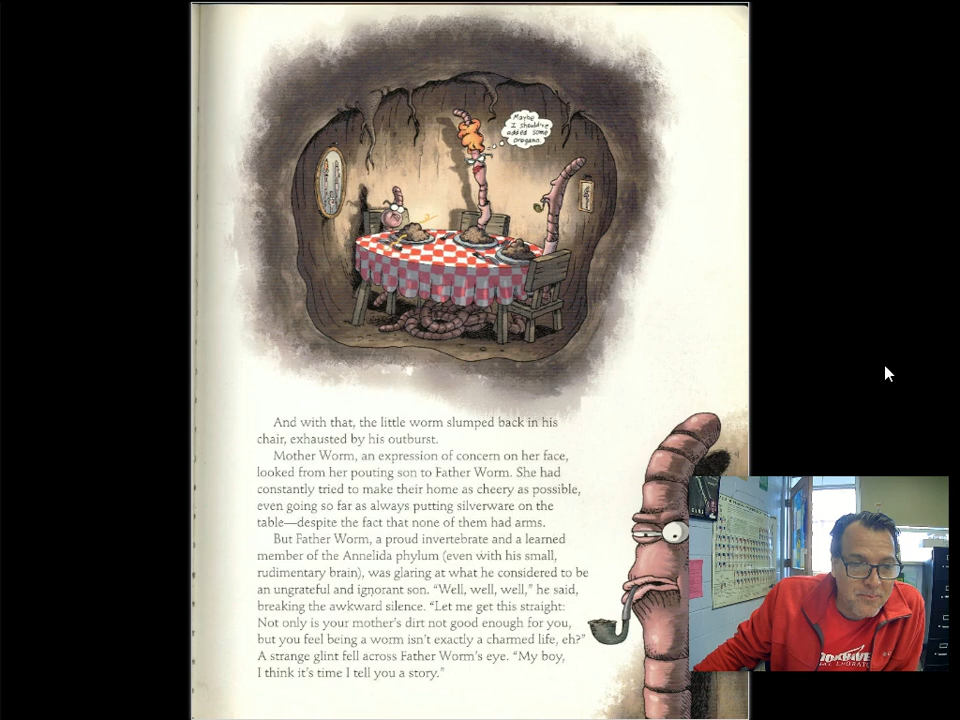 Maybe
I should've
added some
oregano.
And with that, the little worm slumped back in his
chair, exhausted by his outburst.
Mother Worm, an expression of concern on her face,
looked from her pouting son to Father Worm. She had
constantly tried to make their home as cheery as possible,
even going so far as always putting silverware on the
table—despite the fact that none of them had arms.
But Father Worm, a proud invertebrate and a learned
member of the Annelida phylum (even with his small,
rudimentary brain), was glaring at what he considered to be
an ungrateful and ignorant son. “Well, well, well,” he said,
breaking the awkward silence. “Let me get this straight:
Not only is your mother's dirt not good enough for you,
but you feel being a worm isn't exactly a charmed life, eh?”
A strange glint fell across Father Worm's eye. “My boy,
I think it's time I tell you a story.”